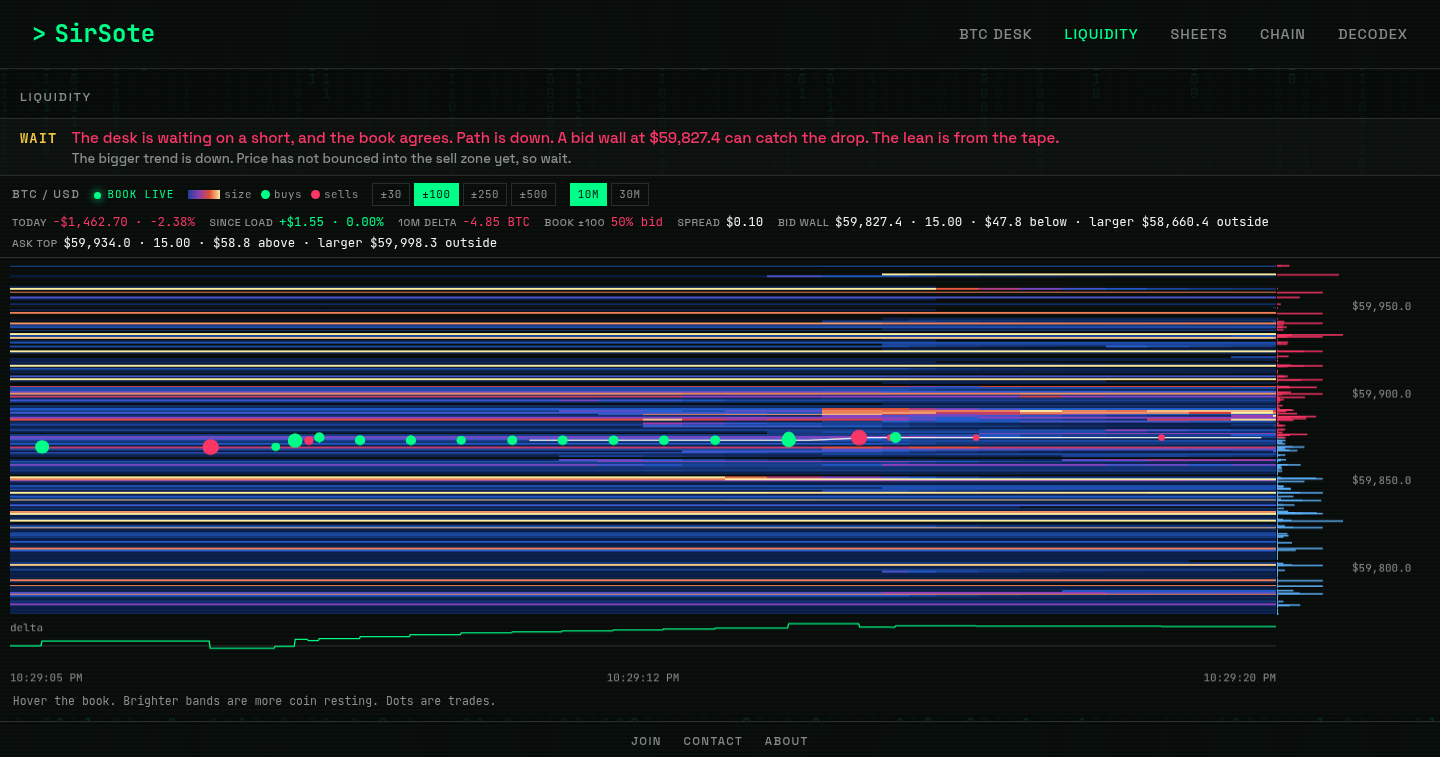 > SirSote
BTC DESK LIQUIDITY SHEETS CHAIN DECODEX
LIQUIDITY
WAIT The desk is waiting on a short, and the book agrees. Path is down. A bid wall at $59,827.4 can catch the drop. The lean is from the tape.
The bigger trend is down. Price has not bounced into the sell zone yet, so wait.
BTC / USD BOOK LIVE size buys sells ±30 ±100 ±250 ±500 10M 30M
TODAY -$1,462.70 · -2.38% SINCE LOAD +$1.55 · 0.00% 10M DELTA -4.85 BTC BOOK ±100 50% bid SPREAD $0.10 BID WALL $59,827.4 · 15.00 · $47.8 below · larger $58,660.4 outside
ASK TOP $59,934.0 · 15.00 · $58.8 above · larger $59,998.3 outside
$59,950.0
$59,900.0
$59,850.0
$59,800.0
delta
10:29:05 PM 10:29:12 PM 10:29:20 PM
Hover the book. Brighter bands are more coin resting. Dots are trades.
JOIN CONTACT ABOUT